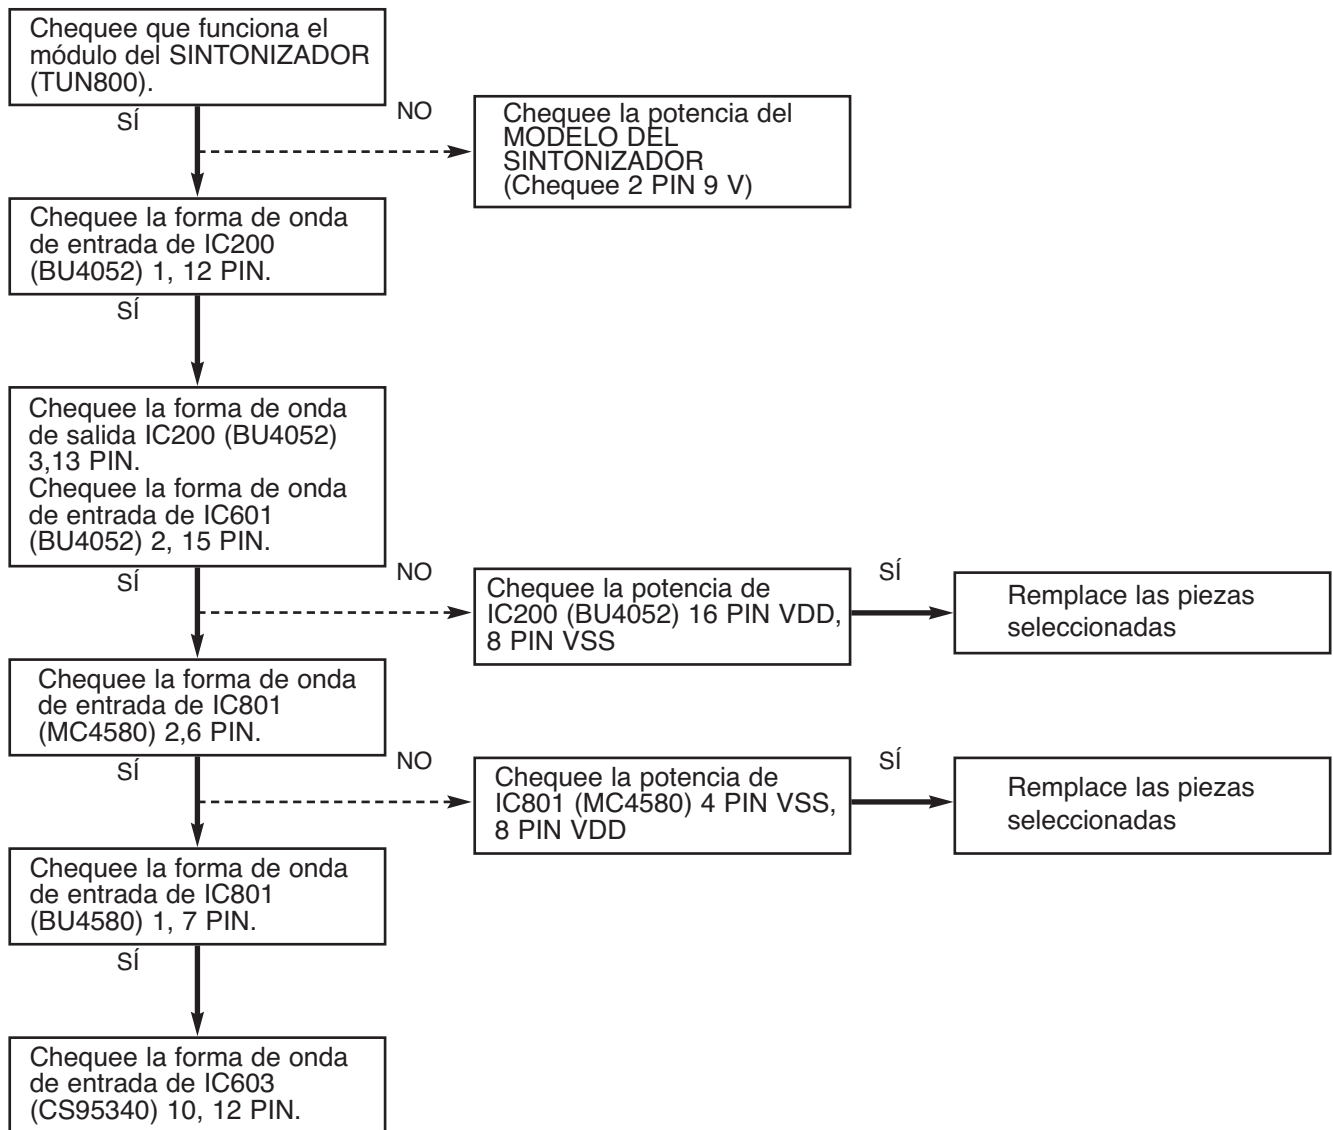 Chequee que funciona el
módulo del SINTONIZADOR
(TUN800).
SÍ
NO
Chequee la potencia del
MODELO DEL
SINTONIZADOR
(Chequee 2 PIN 9 V)
Chequee la forma de onda
de entrada de IC200
(BU4052) 1, 12 PIN.
SÍ
Chequee la forma de onda
de salida IC200 (BU4052)
3,13 PIN.
Chequee la forma de onda
de entrada de IC601
(BU4052) 2, 15 PIN.
SÍ
NO
Chequee la potencia de
IC200 (BU4052) 16 PIN VDD,
8 PIN VSS
SÍ
Remplace las piezas
seleccionadas
Chequee la forma de onda
de entrada de IC801
(MC4580) 2,6 PIN.
SÍ
NO
Chequee la potencia de
IC801 (MC4580) 4 PIN VSS,
8 PIN VDD
SÍ
Remplace las piezas
seleccionadas
Chequee la forma de onda
de entrada de IC801
(BU4580) 1, 7 PIN.
SÍ
Chequee la forma de onda
de entrada de IC603
(CS95340) 10, 12 PIN.